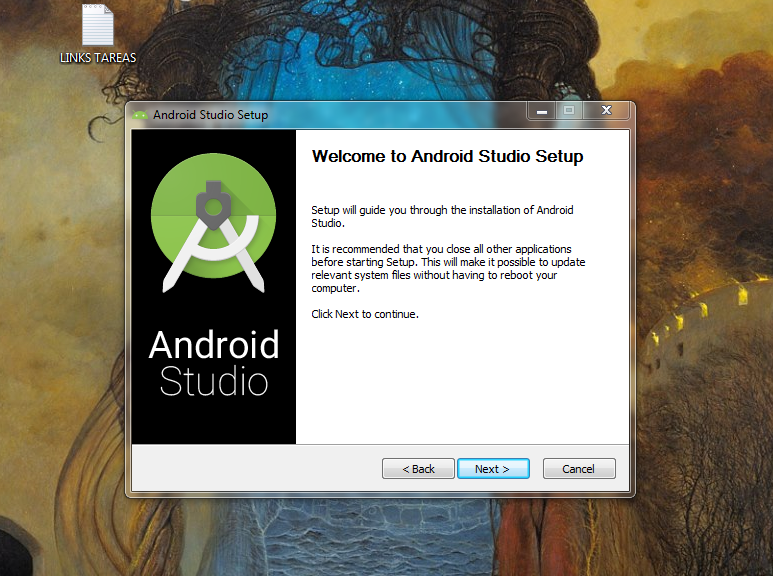 LINKS TAREAS
Android Studio Setup
Welcome to Android Studio Setup
Setup will guide you through the installation of Android
Studio.
It is recommended that you close all other applications
before starting Setup. This will make it possible to update
relevant system files without having to reboot your
computer.
Click Next to continue.
Android
Studio
< Back
Next >
Cancel